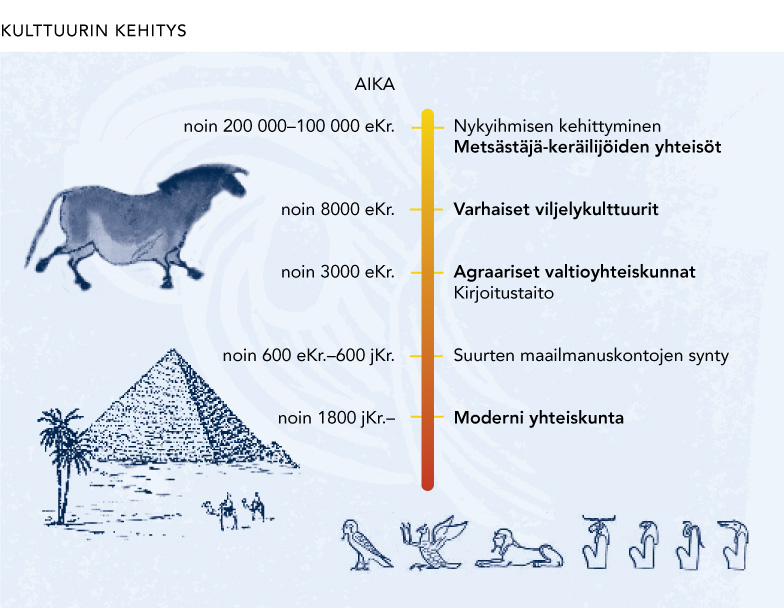 KULTTUURIN KEHITYS
AIKA
noin 200 000–100 000 eKr. Nykyihmisen kehittyminen
Metsästäjä-keräilijöiden yhteisöt
noin 8000 eKr. Varhaiset viljelykulttuurit
noin 3000 eKr. Agraariset valtioyhteiskunnat
Kirjoitustaito
noin 600 eKr.–600 jKr. Suurten maailmanuskontojen synty
noin 1800 jKr.– Moderni yhteiskunta